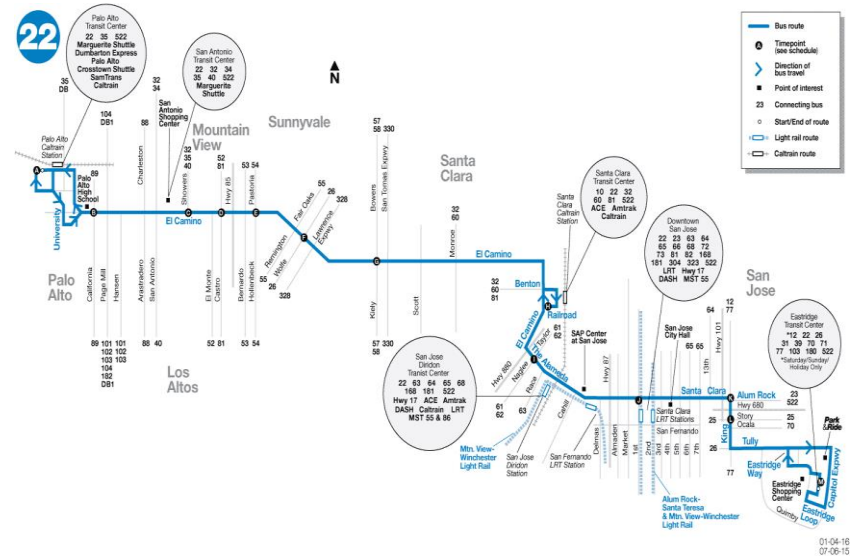 22
Palo Alto
Transit Center
22 35 522
Marguerite Shuttle
Dumbarton Express
Palo Alto
Crosstown Shuttle
SamTrans
Caltrain
San Antonio
Transit Center
22 32 34
35 40 522
Marguerite
Shuttle
N
Bus route
A
Timepoint
(see schedule)
Direction of
bus travel
Point of interest
23
Connecting bus
Start/End of route
Light rail route
Caltrain route
35
DB
104
DB1
88
32
34
San
Antonio
Shopping
Center
Mountain
View
Sunnyvale
Santa
Clara
San
Jose
Palo
Alto
Los
Altos
Palo Alto
Caltrain
Station
A
89
Palo
Alto
High
School
University
B
El Camino
C
D
E
Charleston
32
35
40
Showers
52
81
Hwy 85
53 54
Pastoria
California
Page Mill
Hansen
Arastradero
San Antonio
El Monte
Castro
Bernardo
Hollenbeck
89
101
102
103
104
182
DB1
101
102
103
88
40
52 81
53 54
Fair Oaks
55
26
Lawrence
Expwy
328
F
Remington
Wolfe
55
26
328
57
58
330
Bowers
San Tomas Expwy
G
Kiely
57
58
330
Scott
32
60
Monroe
El Camino
Santa Clara
Transit Center
10 22 32
60 81 522
ACE Amtrak
Caltrain
Santa
Clara
Caltrain
Station
32
60
81
Benton
H
Railroad
El Camino
61
62
Taylor
I
The Alameda
Hwy 880
Naglee
Race
61
62
63
San Jose
Diridon
Transist Center
22 63 64 65 68
168 181 522
Hwy 17 ACE Amtrak
DASH Caltrain LRT
MST 55 & 86
Mtn. View-
Winchester
Light Rail
San Jose
Diridon
Station
Cahill
San Fernando
LRT Station
SAP Center
at San Jose
Hwy 87
Delmas
Almaden
Market
1st
2nd
3rd
4th
5th
6th
7th
J
Downtown
San Jose
22 23 63 64
65 66 68 72
73 81 82 168
181 304 323 522
LRT Hwy 17
DASH MST 55
San Jose
City Hall
65 65
64
13th
Hwy 101
12
77
Santa Clara
Santa Clara
LRT Stations
San Fernando
Alum Rock-
Santa Teresa
& Mtn. View-Winchester
Light Rail
K
Alum Rock
23
522
Hwy 680
L
Story
25
25
Ocala
70
King
26
Tully
77
Eastridge
Transit Center
*12 22 26
31 39 70 71
77 103 180 522
*Saturday/Sunday/
Holiday Only
Park
&Ride
Capitol Expwy
Eastridge
Way
Eastridge
Shopping
Center
M
Quimby
Eastridge
Loop
01-04-16
07-06-15